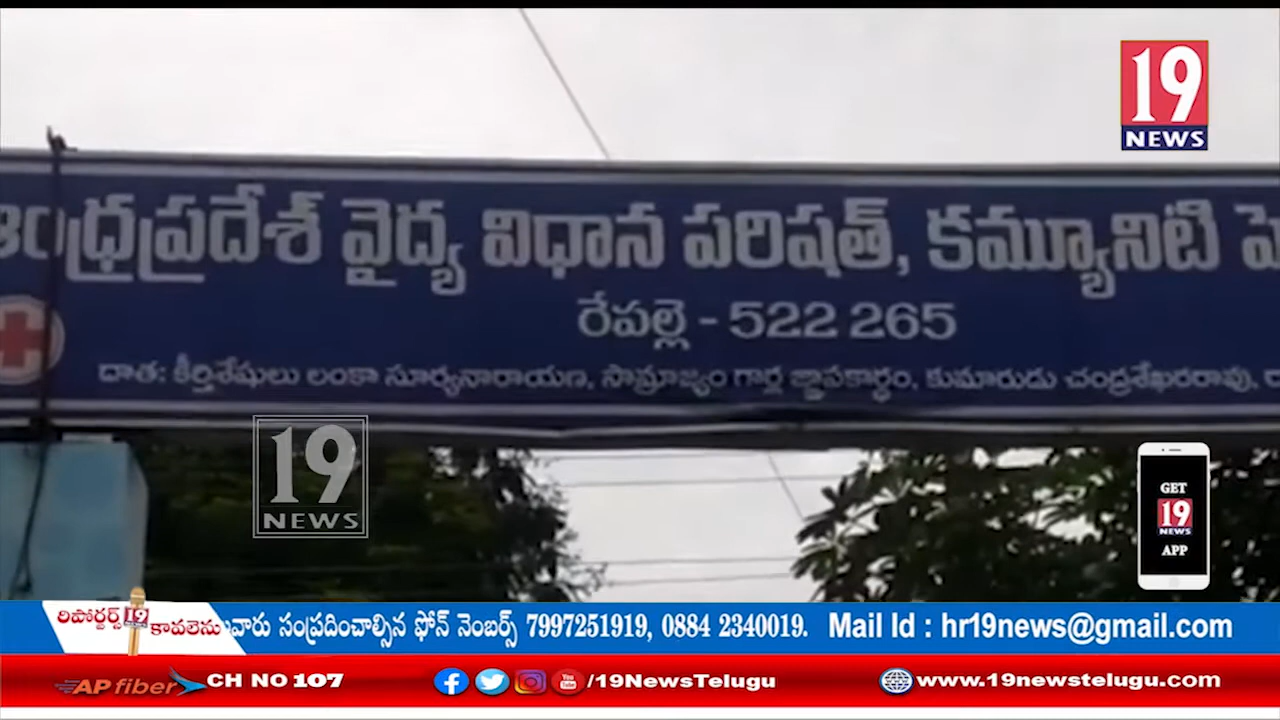 19
NEWS
ఆంధ్రప్రదేశ్ వైద్య విధాన పరిషత్, కమ్యూనిటి
రేపల్లె - 522 265
దాత: కీర్తిశేషులు లంకా సూర్యనారాయణ, సామ్రాజ్యం గార్ల జ్ఞాపకార్థం, కుమారుడు చంద్రశేఖరరావు,
19
NEWS
GET
19
NEWS
APP
రిపోర్టర్స్ 19
కావలెను
వారు సంప్రదించాల్సిన ఫోన్ నెంబర్స్ 7997251919, 0884 2340019. Mail Id : hr19news@gmail.com
AP fiber CH NO 107 /19NewsTelugu www.19newstelugu.com